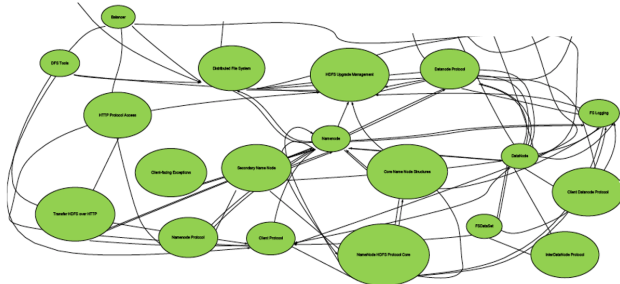 Balancer
DFS Tools
Distributed File System
HDFS Upgrade Management
Datanode Protocol
HTTP Protocol Access
FS Logging
Namenode
Client-facing Exceptions
Secondary Name Node
Core Name Node Structures
DataNode
Client Datanode Protocol
Transfer HDFS over HTTP
Namenode Protocol
Client Protocol
NameNode HDFS Protocol Core
FSDataSet
InterDataNode Protocol